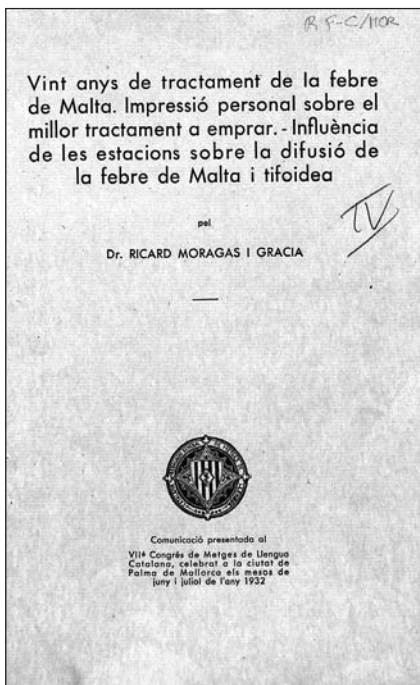 R F-C/MOR
Vint anys de tractament de la febre
de Malta. Impressió personal sobre el
millor tractament a emprar. - Influència
de les estacions sobre la difusió de
la febre de Malta i tifoidea
pel
IV
Dr. RICARD MORAGAS I GRACIA
Comunicació presentada al
VIIè Congrés de Metges de Llengua
Catalana, celebrat a la ciutat de
Palma de Mallorca els mesos de
juny i juliol de l'any 1932